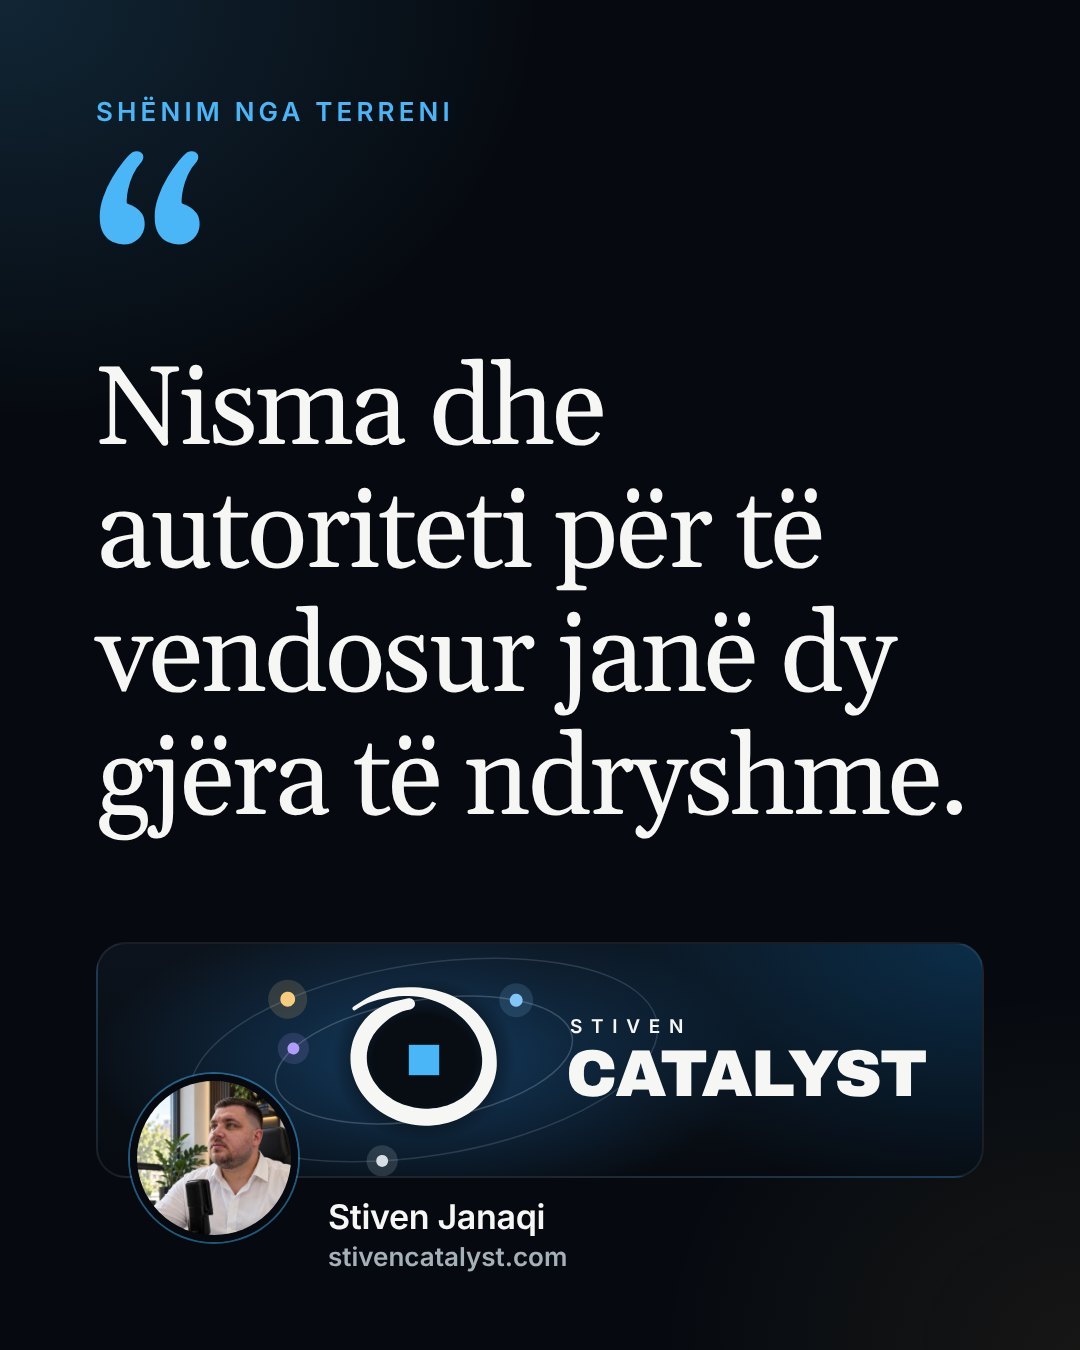 SHËNIM NGA TERRENI
“
Nisma dhe
autoriteti për të
vendosur janë dy
gjëra të ndryshme.
STIVEN
CATALYST
Stiven Janaqi
stivencatalyst.com